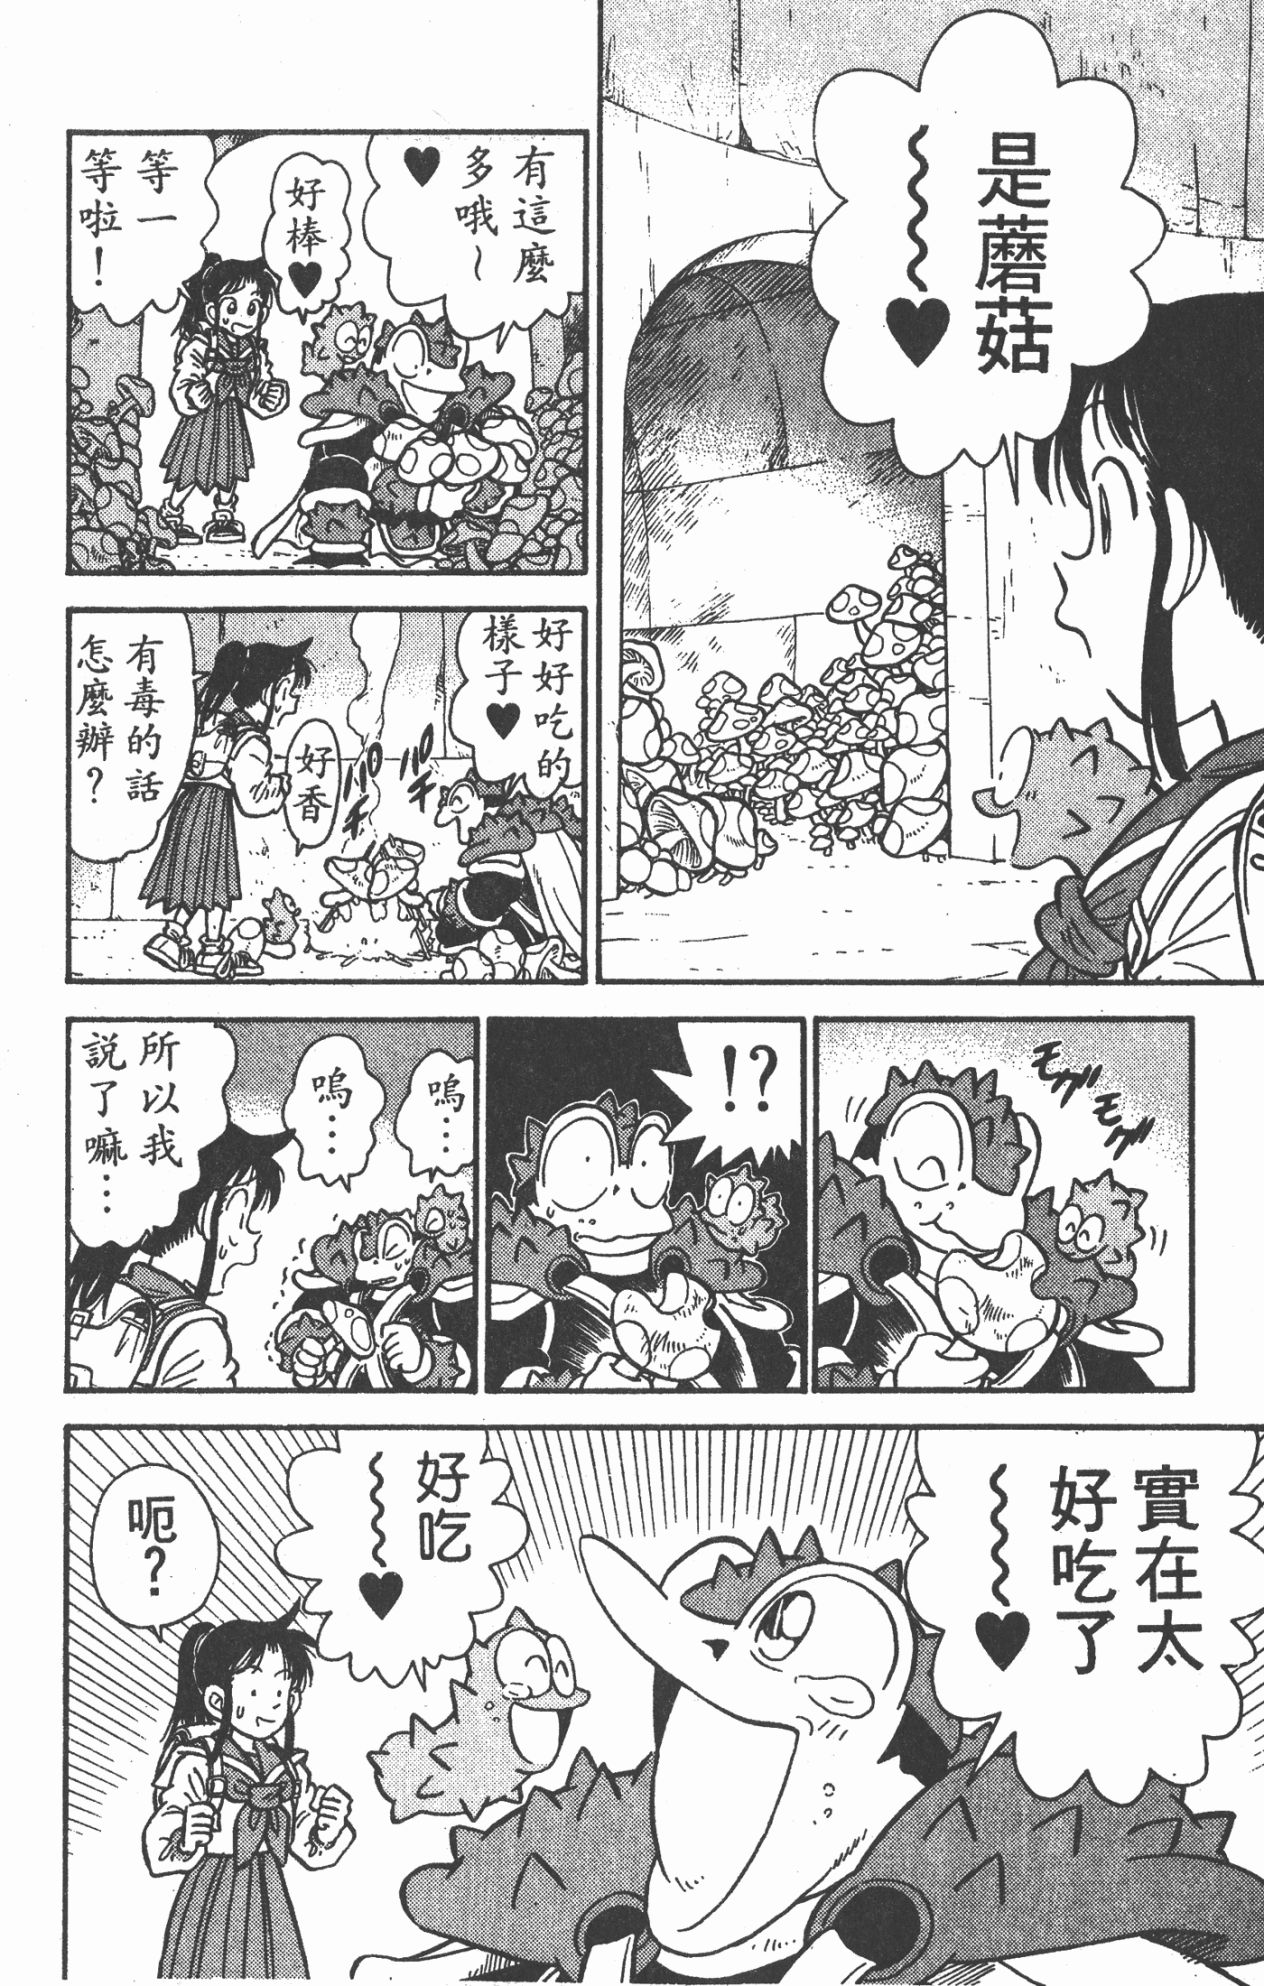 是蘑菇
～～♥
有這麼
多哦～
♥
好棒♥
等一
等啦！
好好吃的
樣子♥
パチ
パチ
好香
有毒的話
怎麼辦？
モグ
モグ
！？
嗚…
嗚…
所以我
說了嘛…
實在太
好吃了
～～♥
好吃
～～♥
呃？